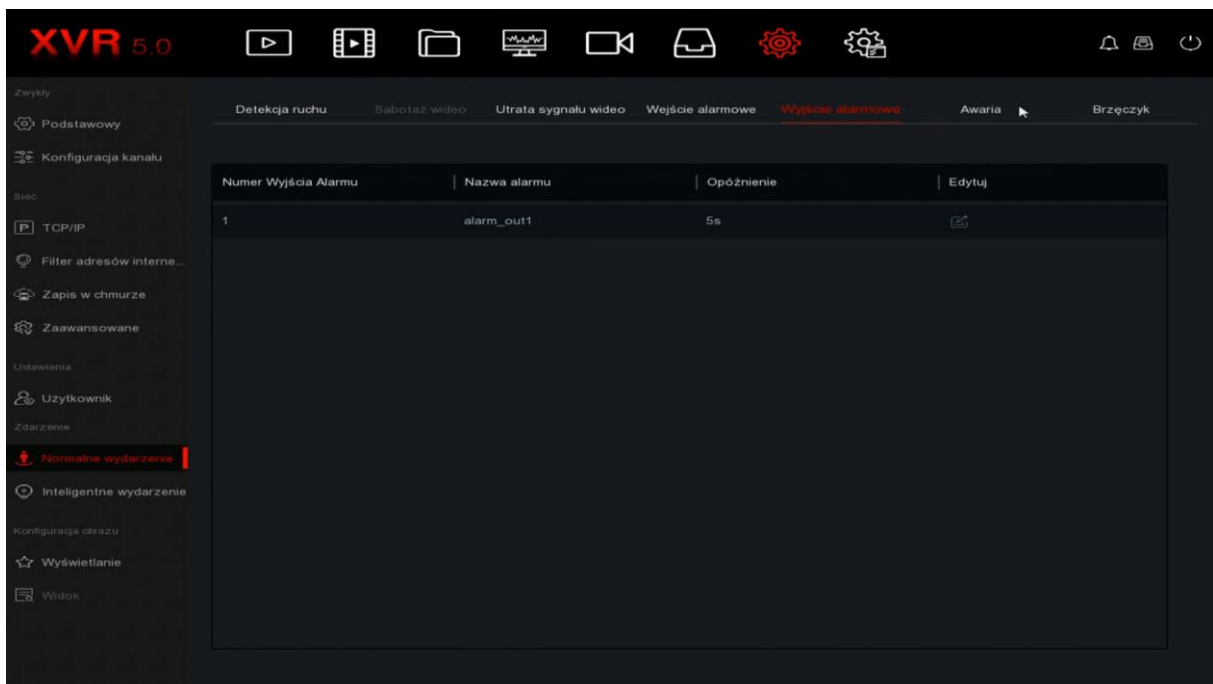 XVR 5.0
Zwykły
Podstawowy
Konfiguracja kanału
Sieć
TCP/IP
Filter adresów interne...
Zapis w chmurze
Zaawansowane
Ustawienia
Użytkownik
Zdarzenie
Normalne wydarzenie
Inteligentne wydarzenie
Konfiguracja obrazu
Wyświetlanie
Widok
Detekcja ruchu Sabotaż wideo Utrata sygnału wideo Wejście alarmowe Wyjście alarmowe Awaria Brzęczyk
Numer Wyjścia Alarmu Nazwa alarmu Opóźnienie Edytuj
1 alarm_out1 5s